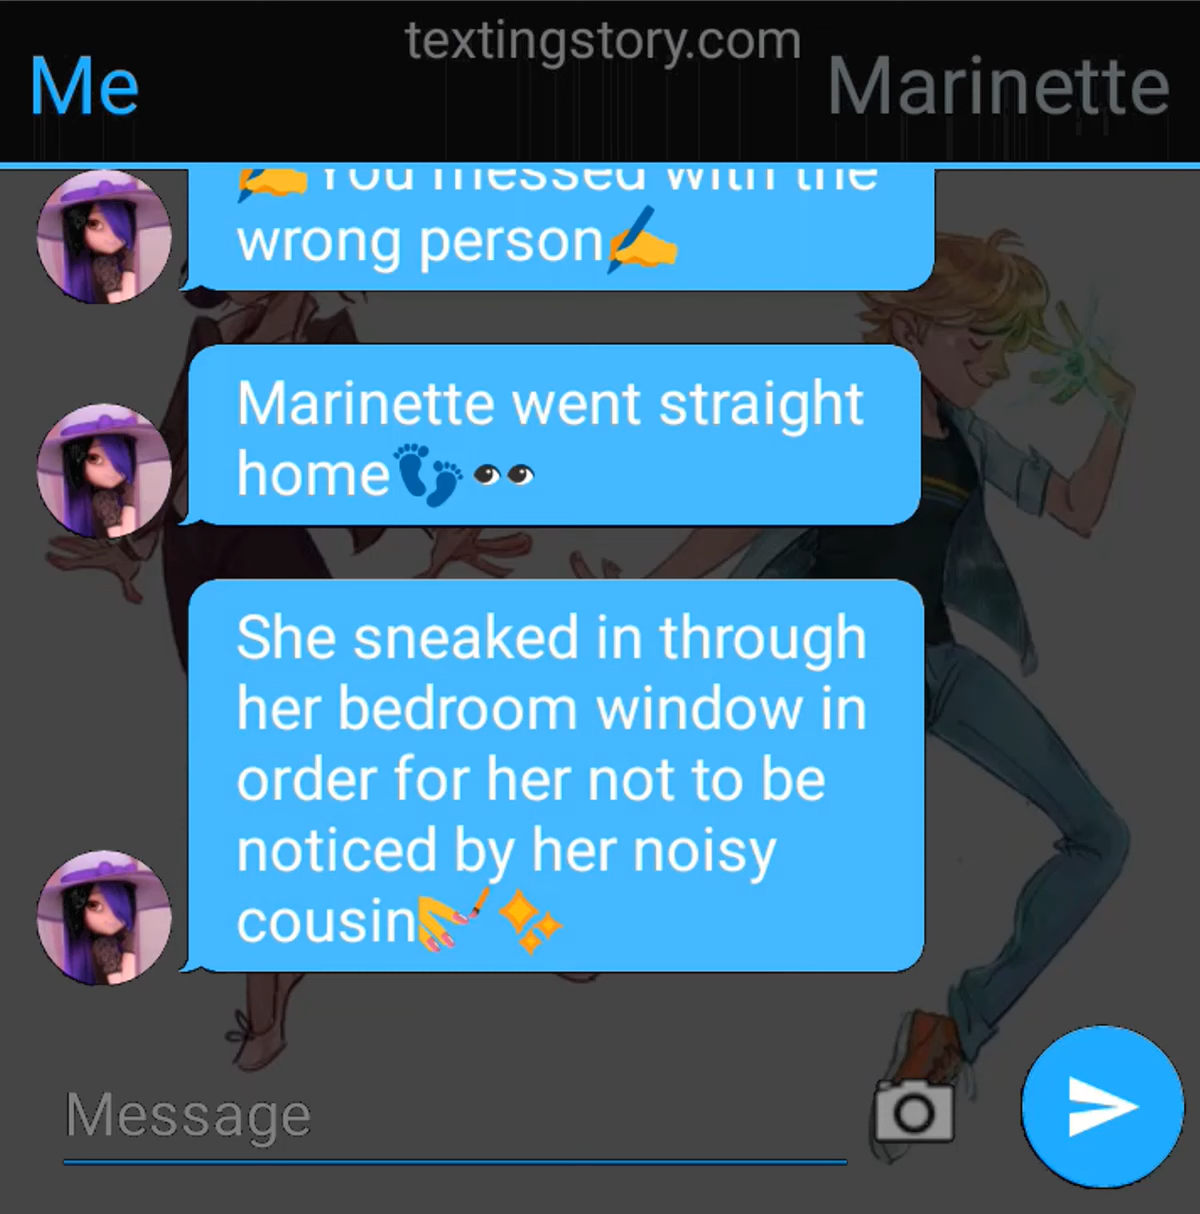 textingstory.com
Me
Marinette
✍️You messed with the
wrong person✍️
Marinette went straight
home👣👀
She sneaked in through
her bedroom window in
order for her not to be
noticed by her noisy
cousin💅✨
Message